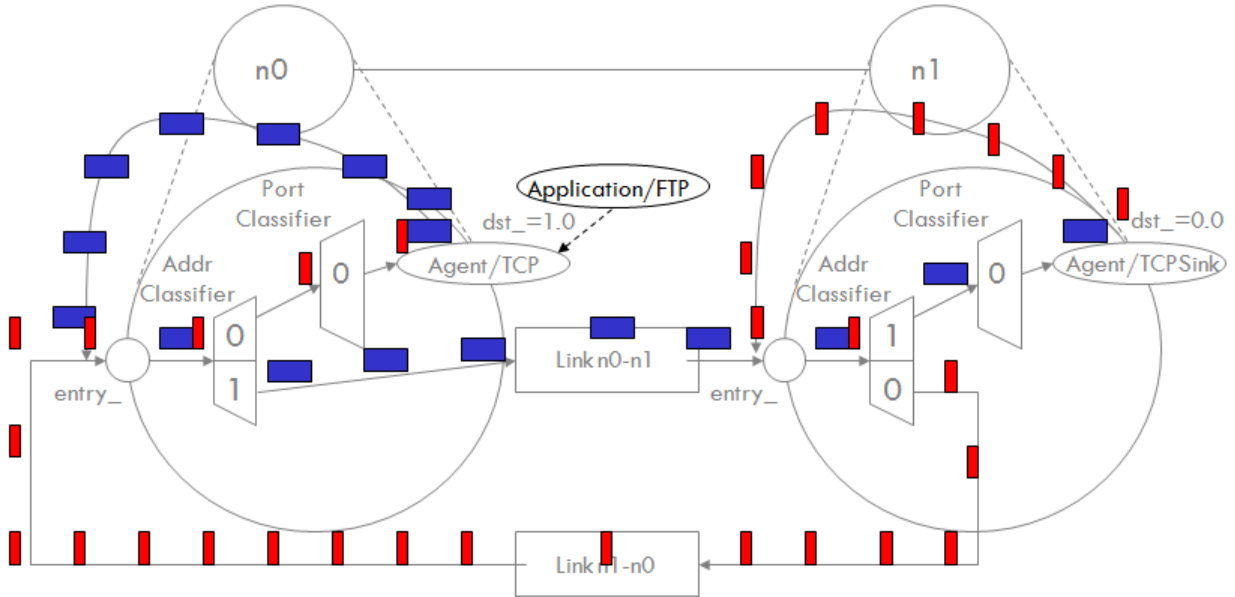 n0
n1
Port
Classifier
Application/FTP
Port
Classifier
dst_=1.0
dst_=0.0
Addr
Classifier
0
Agent/TCP
Addr
Classifier
0
Agent/TCPSink
0
1
Link n0-n1
1
0
entry_
entry_
Link n1-n0